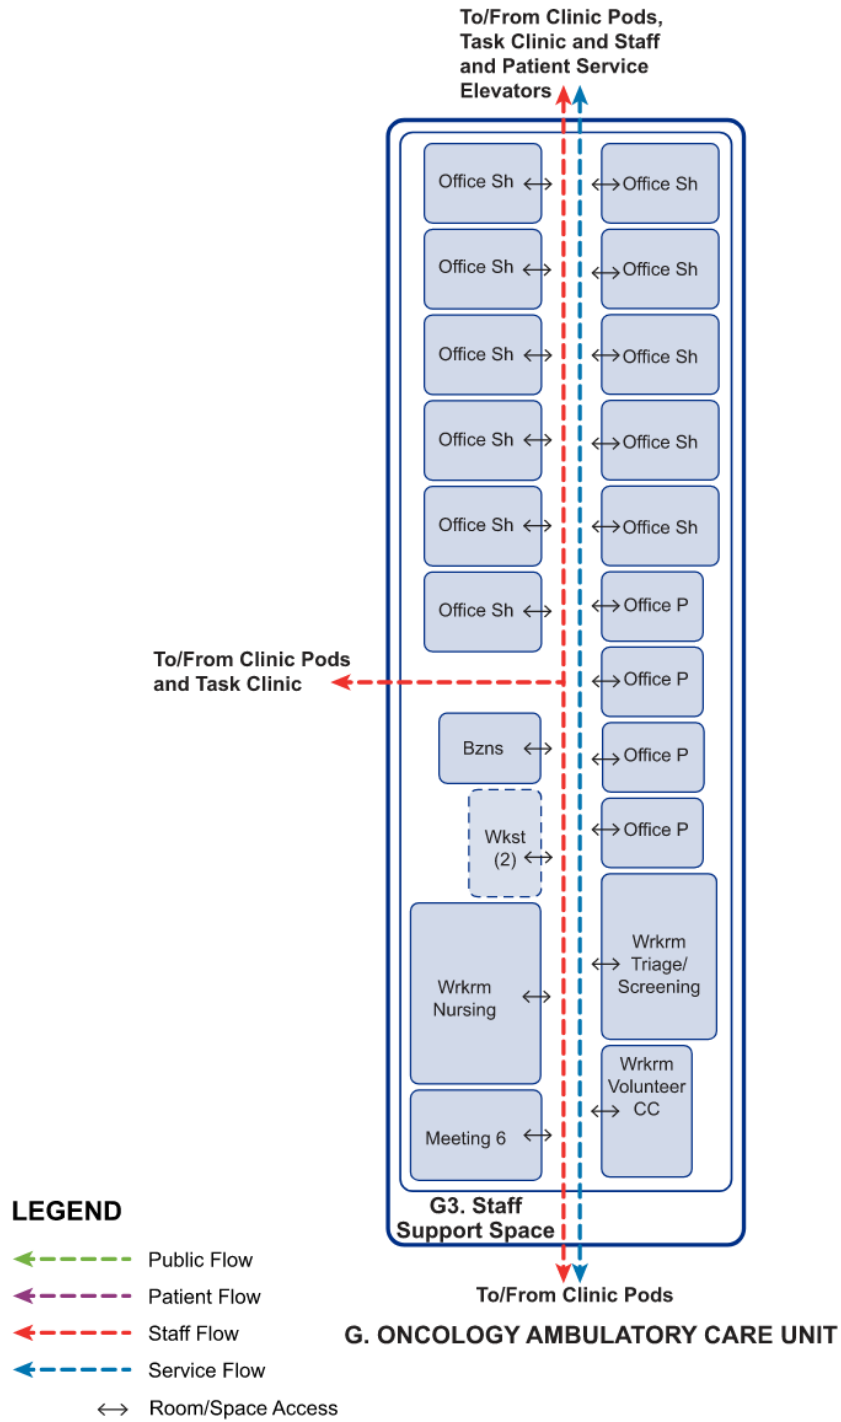 To/From Clinic Pods,
Task Clinic and Staff
and Patient Service
Elevators
Office Sh
Office Sh
Office Sh
Office Sh
Office Sh
Office Sh
Office Sh
Office Sh
Office Sh
Office Sh
Office Sh
Office P
To/From Clinic Pods
and Task Clinic
Office P
Bzns
Office P
Wkst
(2)
Office P
Wrkrm
Nursing
Wrkrm
Triage/
Screening
Meeting 6
Wrkrm
Volunteer
CC
G3. Staff
Support Space
To/From Clinic Pods
G. ONCOLOGY AMBULATORY CARE UNIT
LEGEND
Public Flow
Patient Flow
Staff Flow
Service Flow
Room/Space Access